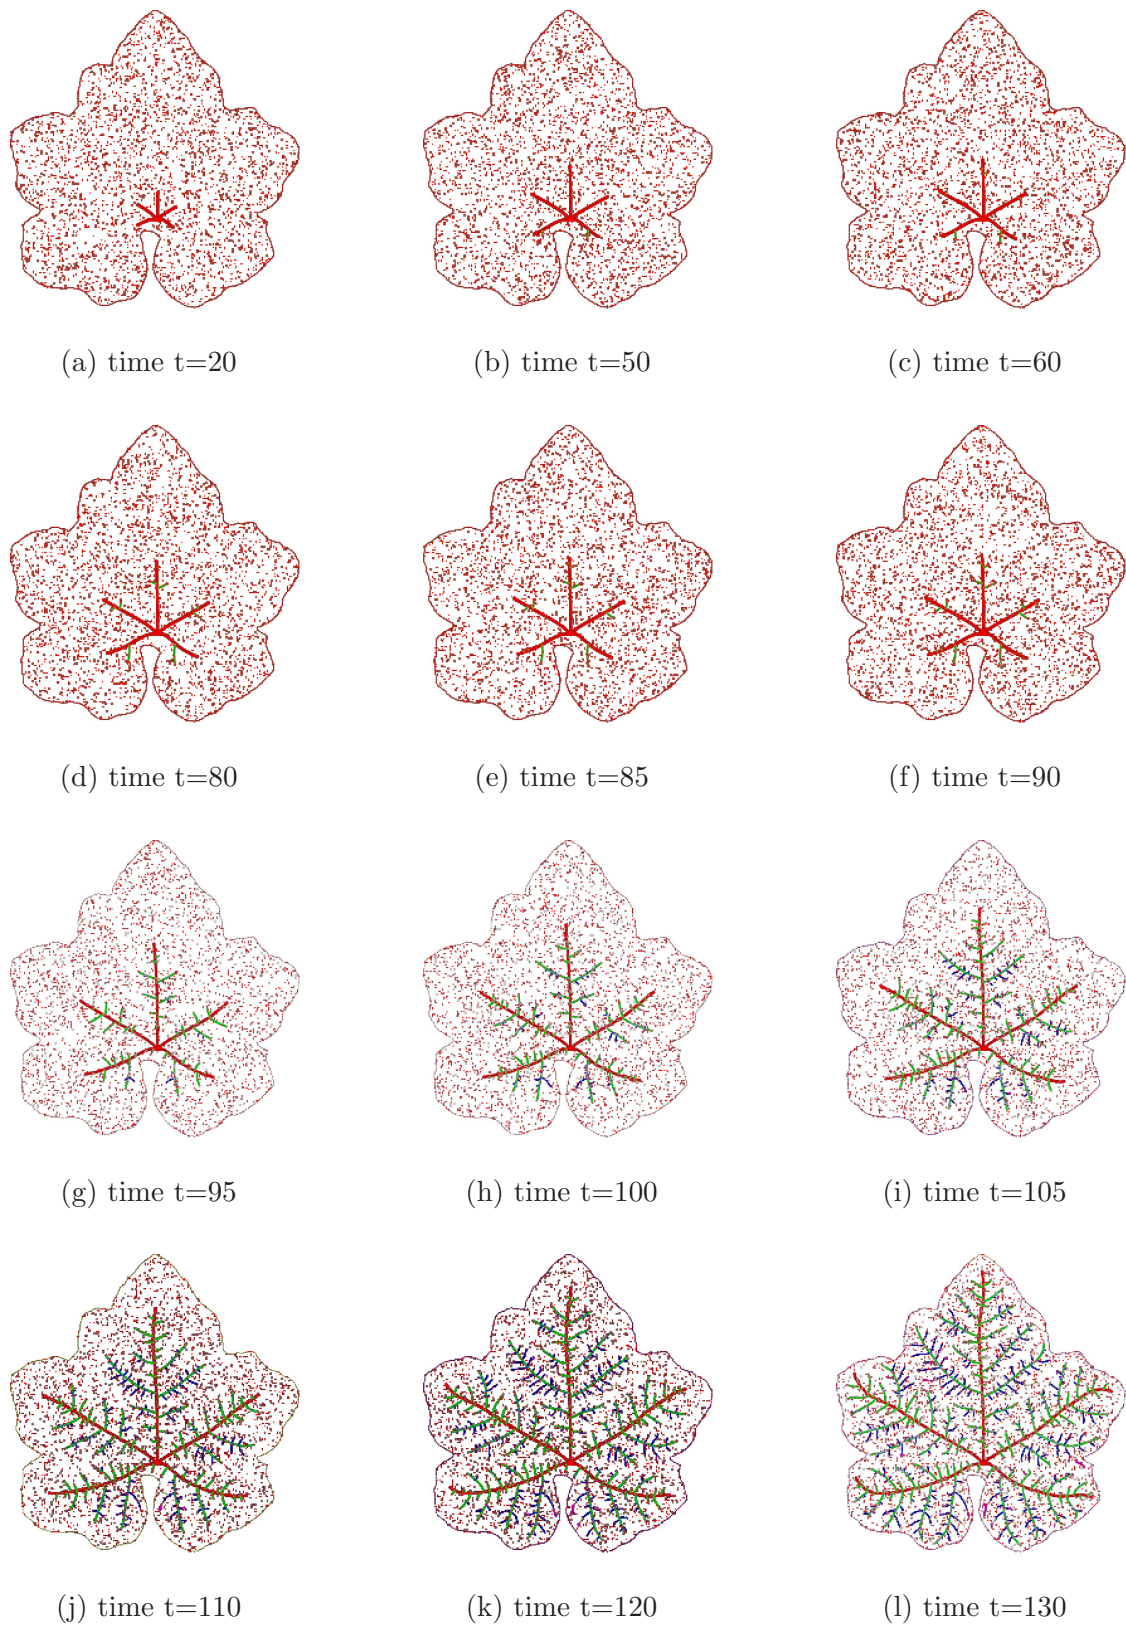 (a) time t=20
(b) time t=50
(c) time t=60
(d) time t=80
(e) time t=85
(f) time t=90
(g) time t=95
(h) time t=100
(i) time t=105
(j) time t=110
(k) time t=120
(l) time t=130